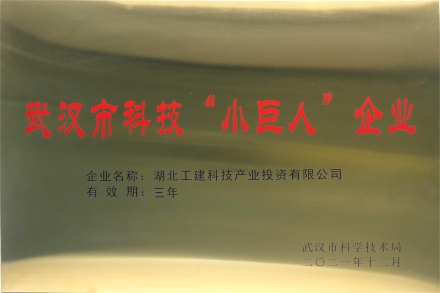 武汉市科技“小巨人”企业
企业名称：湖北工建科技产业投资有限公司
有效期：三年
武汉市科学技术局
二〇二一年十二月